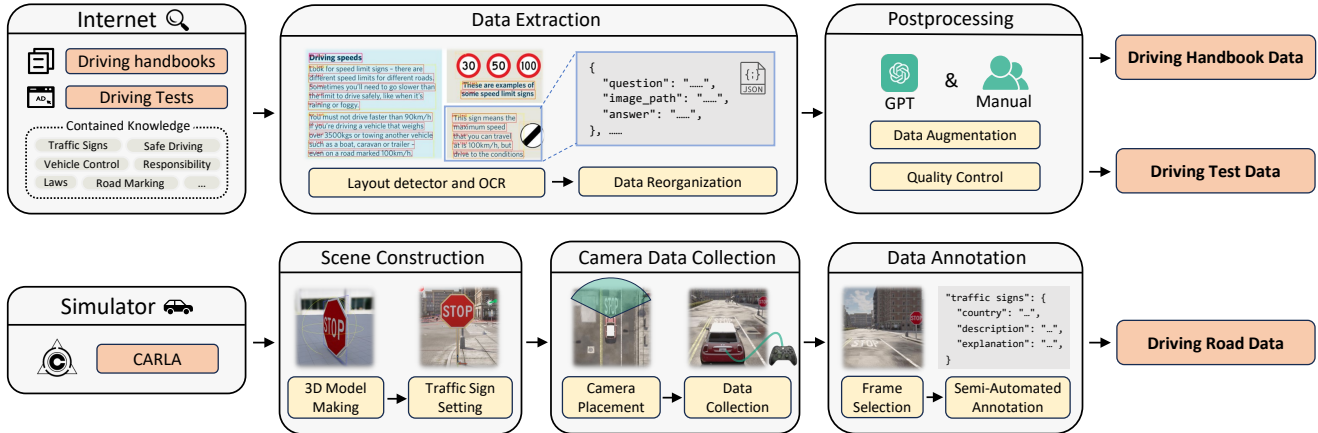 Internet
Driving handbooks
AD
Driving Tests
Contained Knowledge
Traffic Signs
Safe Driving
Vehicle Control
Responsibility
Laws
Road Marking
...
Data Extraction
Driving speeds
Look for speed limit signs – there are
different speed limits for different roads.
Sometimes you'll need to go slower than
the limit to drive safely, like when it's
raining or foggy.
You must not drive faster than 90km/h
if you're driving a vehicle that weighs
over 3500kgs or towing another vehicle
such as a boat, caravan or trailer –
even on a road marked 100km/h.
30 50 100
These are examples of
some speed limit signs
This sign means the
maximum speed
that you can travel
at is 100km/h, but
drive to the conditions
{
"question": "……",
"image_path": "……",
"answer": "……",
}, ……
{;}
JSON
Layout detector and OCR
Data Reorganization
Postprocessing
GPT
&
Manual
Data Augmentation
Quality Control
Driving Handbook Data
Driving Test Data
Simulator
CARLA
Scene Construction
STOP
STOP
3D Model
Making
Traffic Sign
Setting
Camera Data Collection
STOP
Camera
Placement
Data
Collection
Data Annotation
STOP
STOP
"traffic signs": {
"country": "…",
"description": "…",
"explanation": "…",
}
Frame
Selection
Semi-Automated
Annotation
Driving Road Data